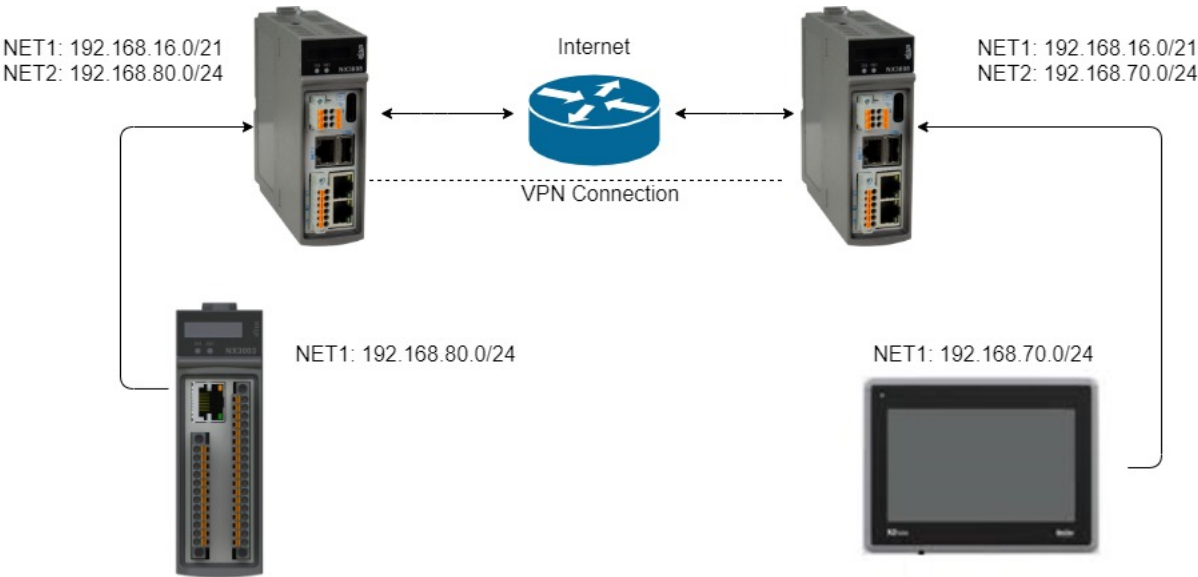 NET1: 192.168.16.0/21
NET2: 192.168.80.0/24
Internet
NET1: 192.168.16.0/21
NET2: 192.168.70.0/24
VPN Connection
NET1: 192.168.80.0/24
NET1: 192.168.70.0/24